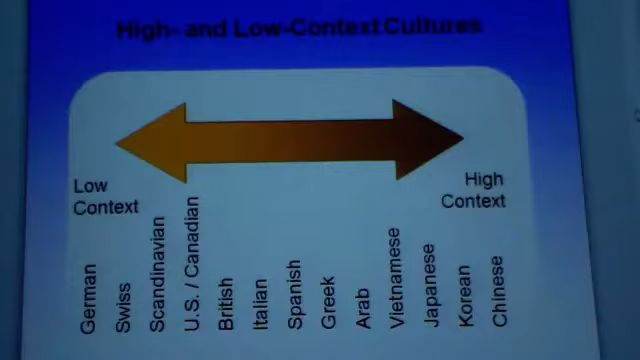 High- and Low-Context Cultures
Low
Context
High
Context
German
Swiss
Scandinavian
U.S. / Canadian
British
Italian
Spanish
Greek
Arab
Vietnamese
Japanese
Korean
Chinese